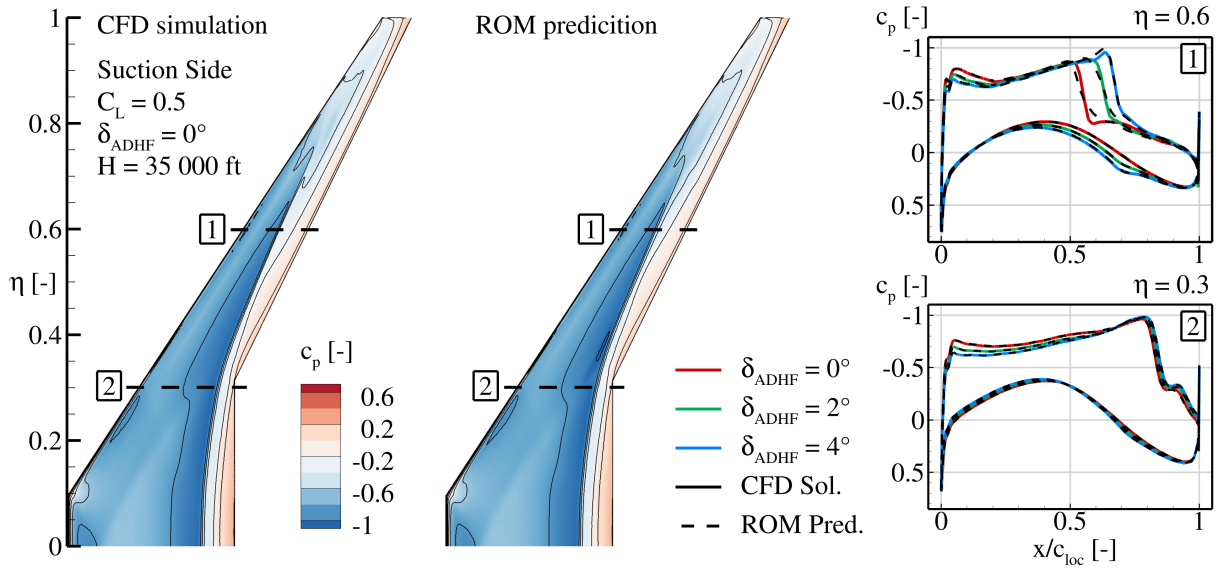 CFD simulation
Suction Side
C_L = 0.5
δ_ADHF = 0°
H = 35 000 ft
1
0.8
0.6
η [-]
0.4
0.2
0
1
2
c_p [-]
0.6
0.2
-0.2
-0.6
-1
ROM predicition
1
2
δ_ADHF = 0°
δ_ADHF = 2°
δ_ADHF = 4°
CFD Sol.
ROM Pred.
c_p [-]
η = 0.6
1
-1
-0.5
0
0.5
0
0.5
1
c_p [-]
η = 0.3
2
-1
-0.5
0
0.5
0
0.5
1
x/c_loc [-]